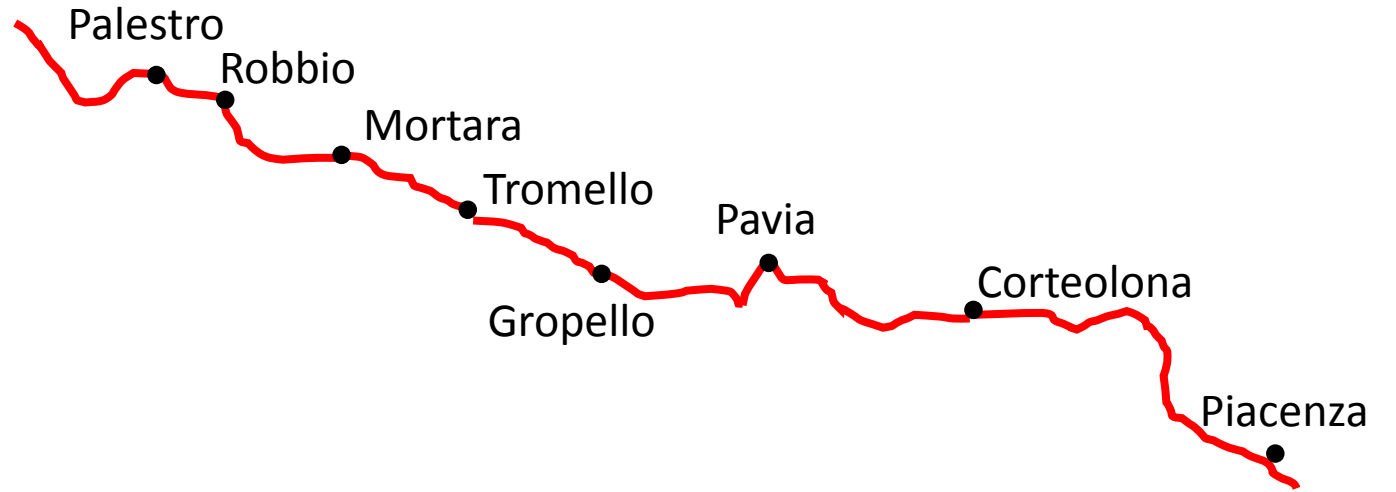 Palestro
Robbio
Mortara
Tromello
Pavia
Gropello
Corteolona
Piacenza